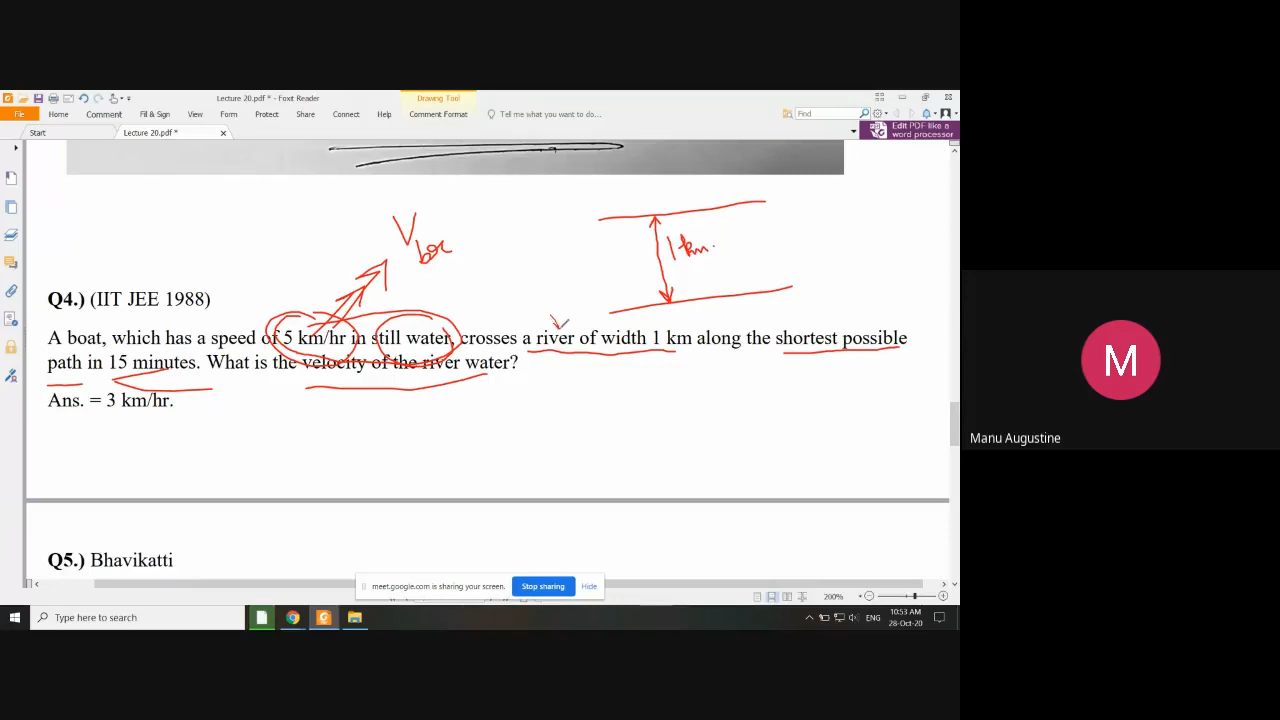 Lecture 20.pdf * - Foxit Reader
Drawing Tool
File Home Comment Fill & Sign View Form Protect Share Connect Help Comment Format Tell me what you want to do... Find
Start Lecture 20.pdf *
Edit PDF like a
word processor
V br
1 km.
Q4.) (IIT JEE 1988)
A boat, which has a speed of 5 km/hr in still water, crosses a river of width 1 km along the shortest possible
path in 15 minutes. What is the velocity of the river water?
Ans. = 3 km/hr.
Manu Augustine
M
Q5.) Bhavikatti
meet.google.com is sharing your screen. Stop sharing Hide
200%
Type here to search
ENG
10:53 AM
28-Oct-20